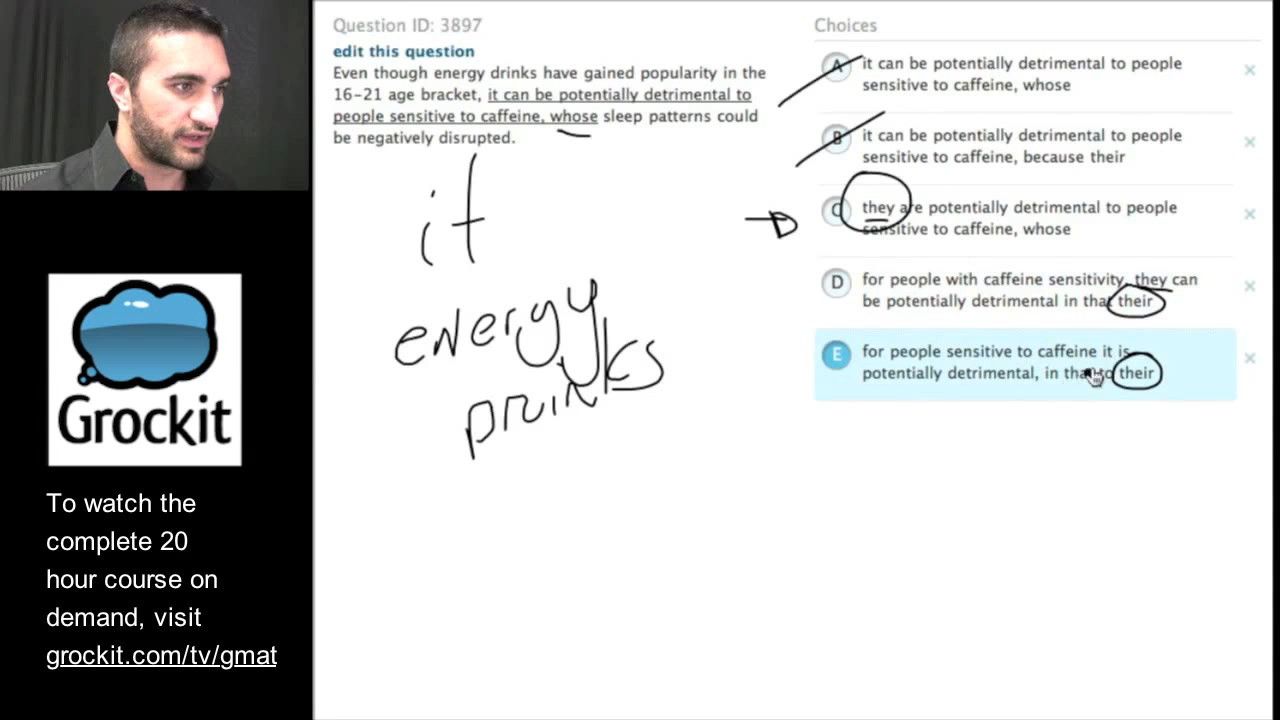 Question ID: 3897
edit this question
Even though energy drinks have gained popularity in the
16-21 age bracket, it can be potentially detrimental to
people sensitive to caffeine, whose sleep patterns could
be negatively disrupted.
it
energy
drinks
Choices
A it can be potentially detrimental to people
sensitive to caffeine, whose
B it can be potentially detrimental to people
sensitive to caffeine, because their
C they are potentially detrimental to people
sensitive to caffeine, whose
D for people with caffeine sensitivity, they can
be potentially detrimental in that their
E for people sensitive to caffeine it is
potentially detrimental, in to their
Grockit
To watch the
complete 20
hour course on
demand, visit
grockit.com/tv/gmat